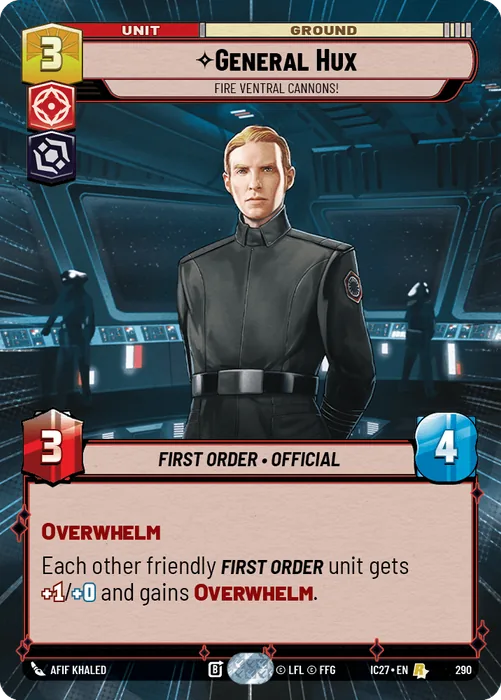 UNIT
GROUND
3
✧GENERAL HUX
FIRE VENTRAL CANNONS!
3
4
FIRST ORDER • OFFICIAL
OVERWHELM
Each other friendly FIRST ORDER unit gets
+1/+0 and gains OVERWHELM.
AFIF KHALED
B
© LFL © FFG
IC27 • EN
R
290